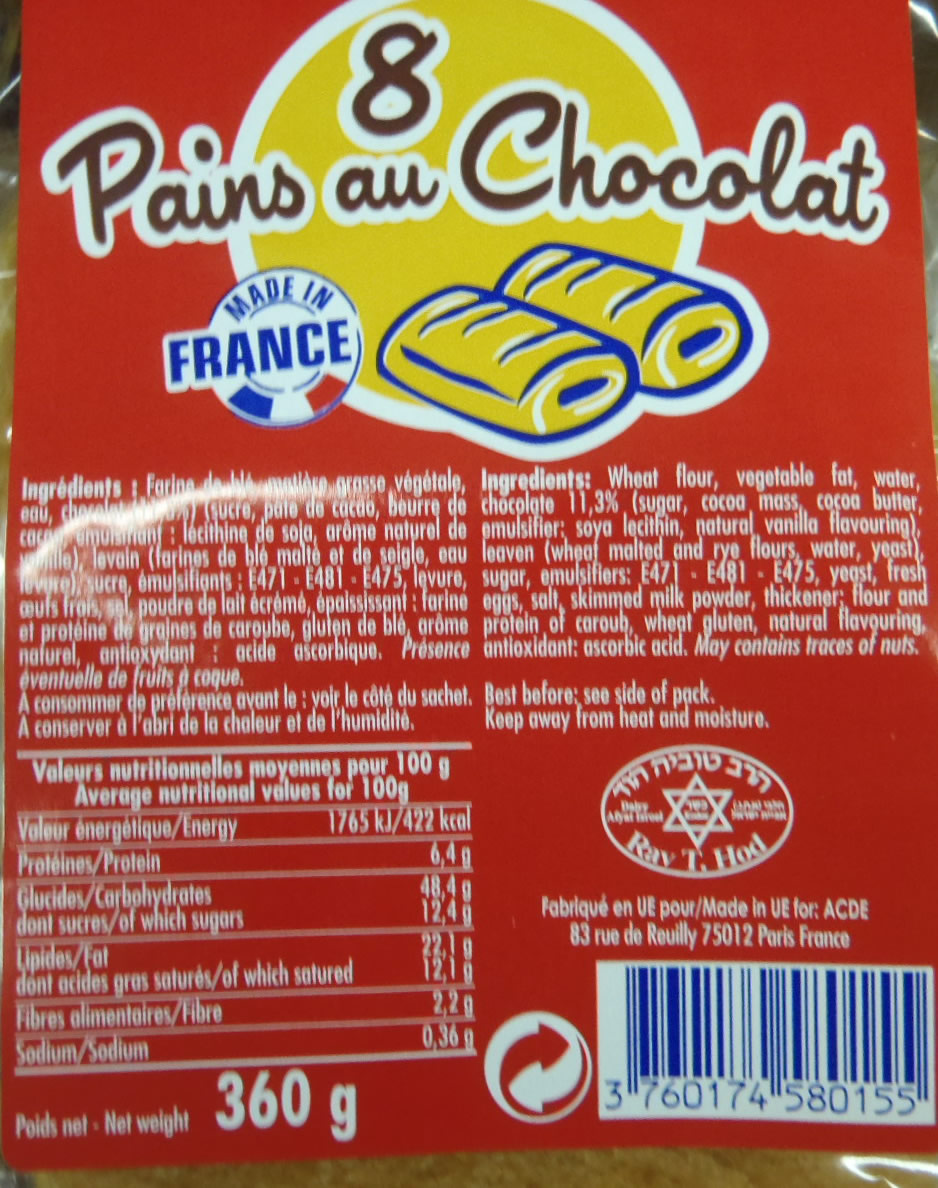 8
Pains au Chocolat
MADE IN
FRANCE
Ingrédients : Farine de blé, matière grasse végétale,
eau, (sucre, pâte de cacao, beurre de
: lécithine de soja, arôme naturel de
levain (farines de blé malté et de seigle, eau
sucre, émulsifiants : E471 - E481 - E475, levure,
œufs frais, sel, poudre de lait écrémé, épaississant : farine
et protéine de graines de caroube, gluten de blé, arôme
naturel, antioxydant : acide ascorbique. Présence
éventuelle de fruits à coque.
A consommer de préférence avant le : voir le côté du sachet.
A conserver à l'abri de la chaleur et de l'humidité.
Ingredients: Wheat flour, vegetable fat, water,
chocolate 11,3% (sugar, cocoa mass, cocoa butter,
emulsifier: soya lecithin, natural vanilla flavouring),
leaven (wheat malted and rye flours, water, yeast),
sugar, emulsifiers: E471 - E481 - E475, yeast, fresh
eggs, salt, skimmed milk powder, thickener: flour and
protein of caroub, wheat gluten, natural flavouring,
antioxidant: ascorbic acid. May contains traces of nuts.
Best before: see side of pack.
Keep away from heat and moisture.
Valeurs nutritionnelles moyennes pour 100 g
Average nutritional values for 100g
Valeur énergétique/Energy 1765 kJ/422 kcal
Protéines/Protein 6,4 g
Glucides/Carbohydrates 48,4 g
dont sucres/of which sugars 12,4 g
Lipides/Fat 22,1 g
dont acides gras saturés/of which satured 12,1 g
Fibres alimentaires/Fibre 2,2 g
Sodium/Sodium 0,36 g
Poids net - Net weight 360 g
הרב טוביה הוד
Rav T. Hod
Fabriqué en UE pour/Made in UE for: ACDE
83 rue de Reuilly 75012 Paris France
3 760174 580155